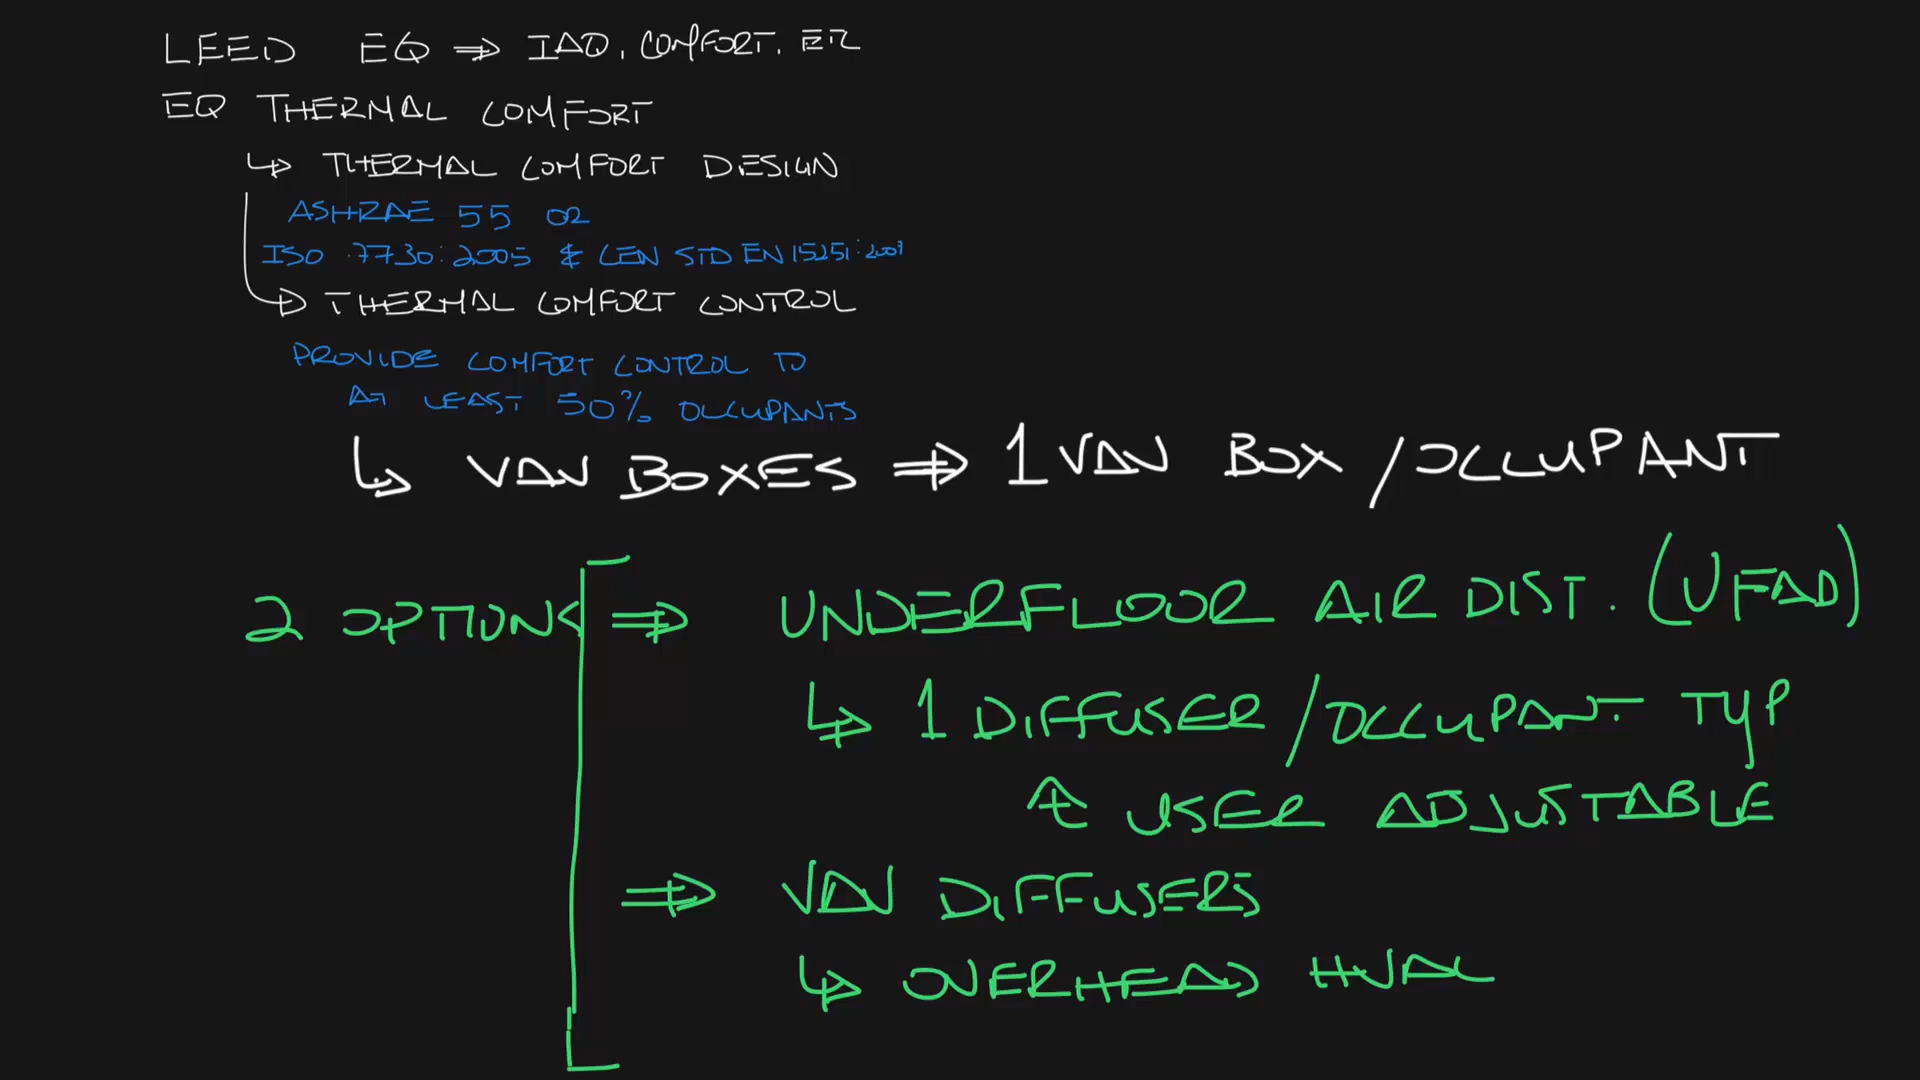 LEED EQ ⇒ IAQ, COMFORT, ETC
EQ THERMAL COMFORT
↳ THERMAL COMFORT DESIGN
ASHRAE 55 OR
ISO 7730:2005 & CEN STD EN 15251:2007
↳ THERMAL COMFORT CONTROL
PROVIDE COMFORT CONTROL TO
AT LEAST 50% OCCUPANTS
↳ VAV BOXES ⇒ 1 VAV BOX / OCCUPANT
2 OPTIONS ⇒ UNDERFLOOR AIR DIST. (UFAD)
↳ 1 DIFFUSER / OCCUPANT TYP
↑ USER ADJUSTABLE
⇒ VAV DIFFUSERS
↳ OVERHEAD HVAC